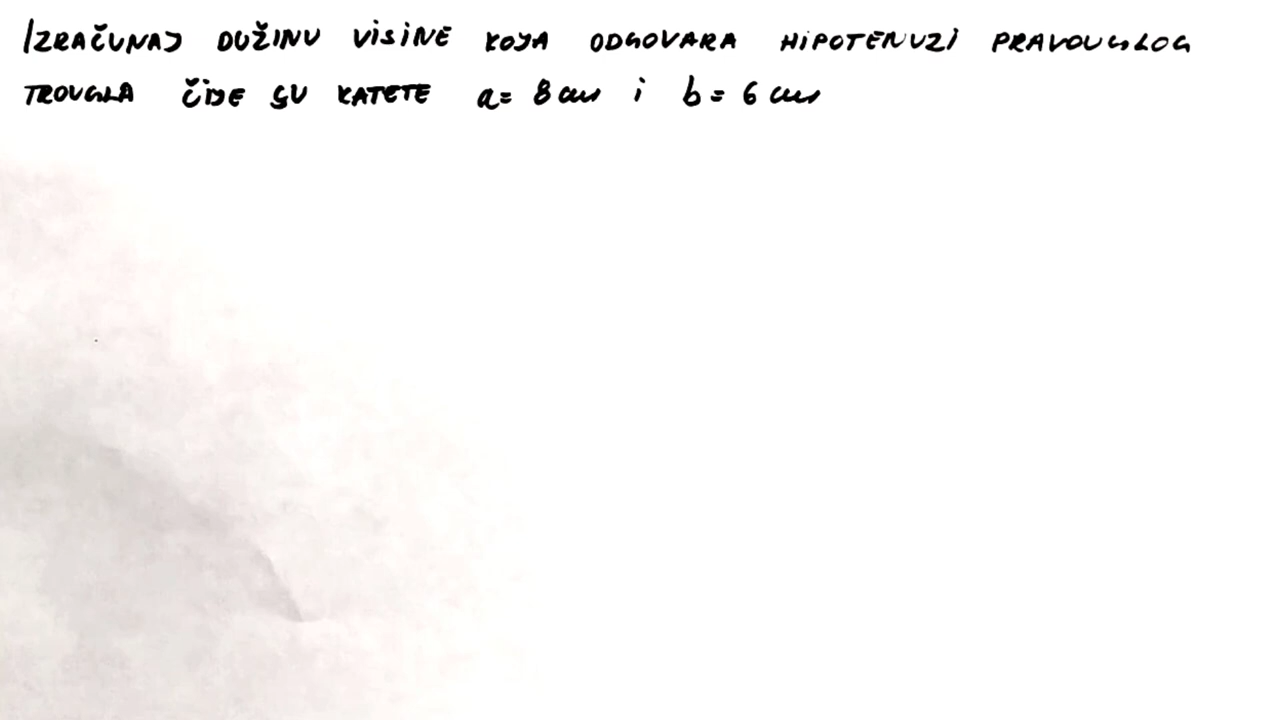 IZRAČUNAJ DUŽINU VISINE KOJA ODGOVARA HIPOTENUZI PRAVOUGLOG
TROUGLA ČIJE SU KATETE a = 8 cm i b = 6 cm